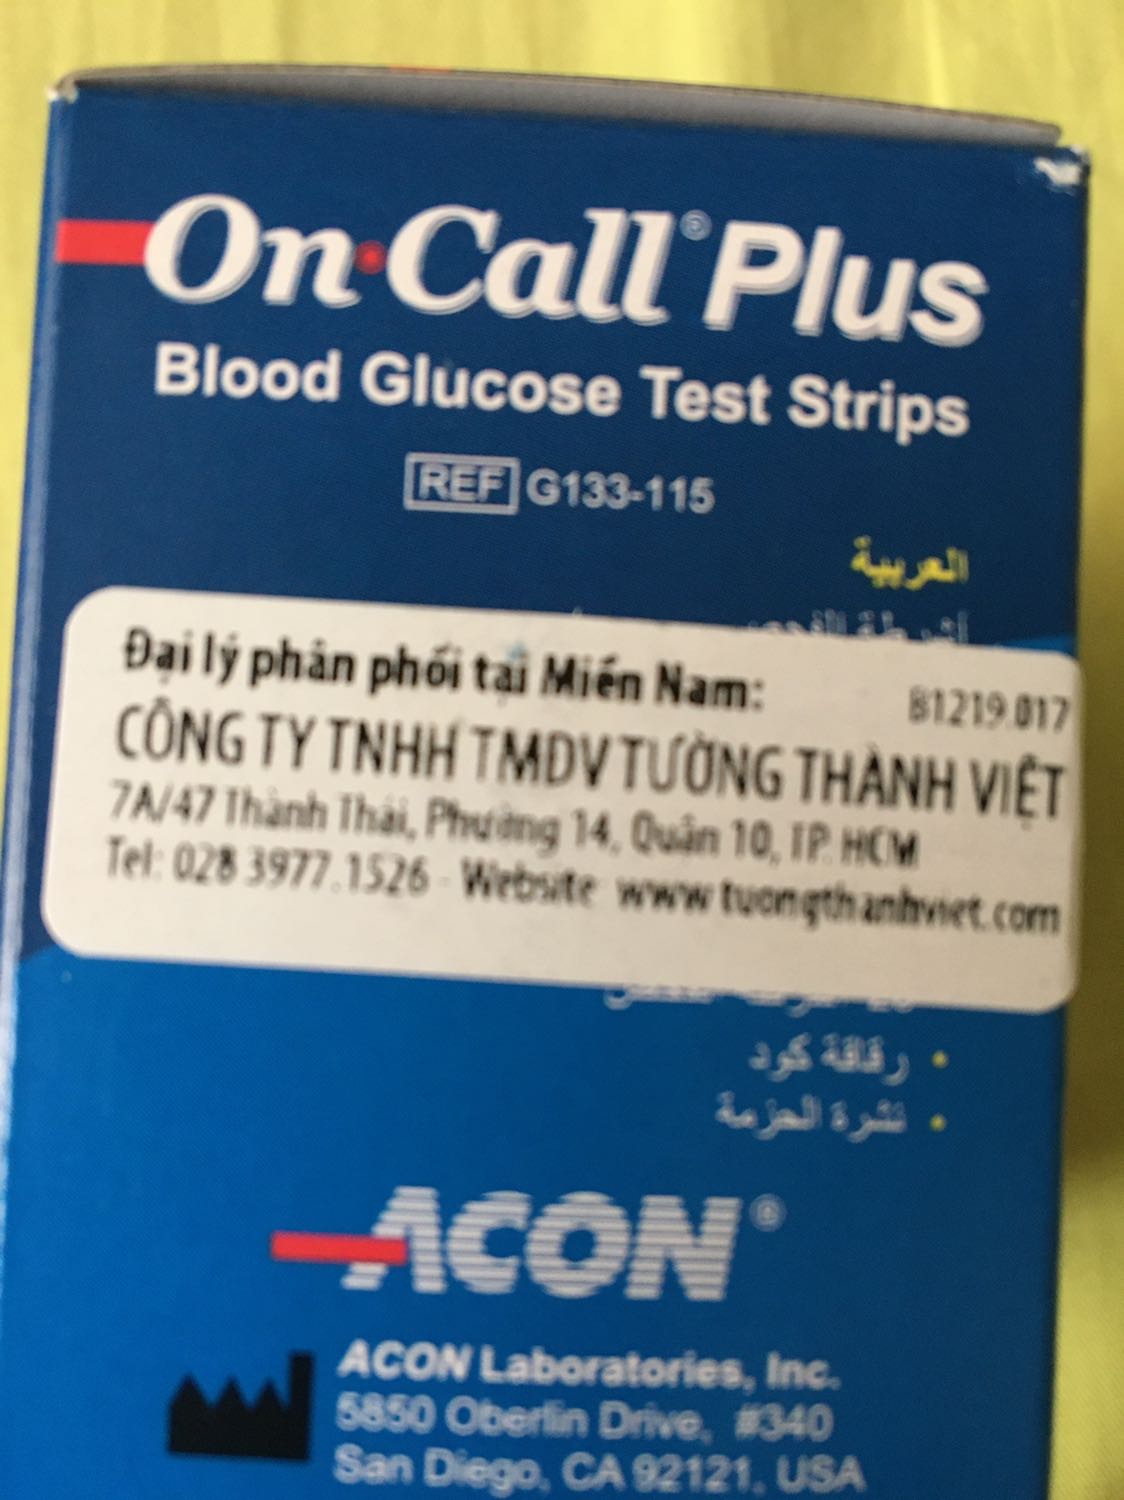 On•Call® Plus
Blood Glucose Test Strips
REF G133-115
العربية
Đại lý phân phối tại Miền Nam:
B1219.017
CÔNG TY TNHH TMDV TƯỜNG THÀNH VIỆT
7A/47 Thành Thái, Phường 14, Quận 10, TP. HCM
Tel: 028 3977.1526 - Website www.tuongthanhviet.com
• رقاقة كود
• نشرة الحزمة
ACON®
ACON Laboratories, Inc.
5850 Oberlin Drive, #340
San Diego, CA 92121, USA